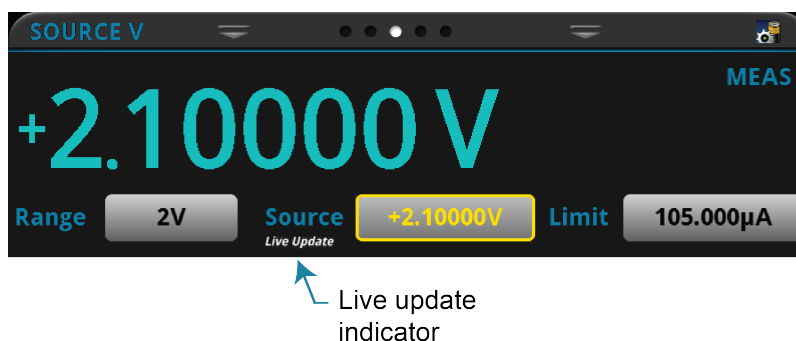 SOURCE V
MEAS
+2.10000 V
Range 2V Source +2.10000V Limit 105.000µA
Live Update
Live update
indicator